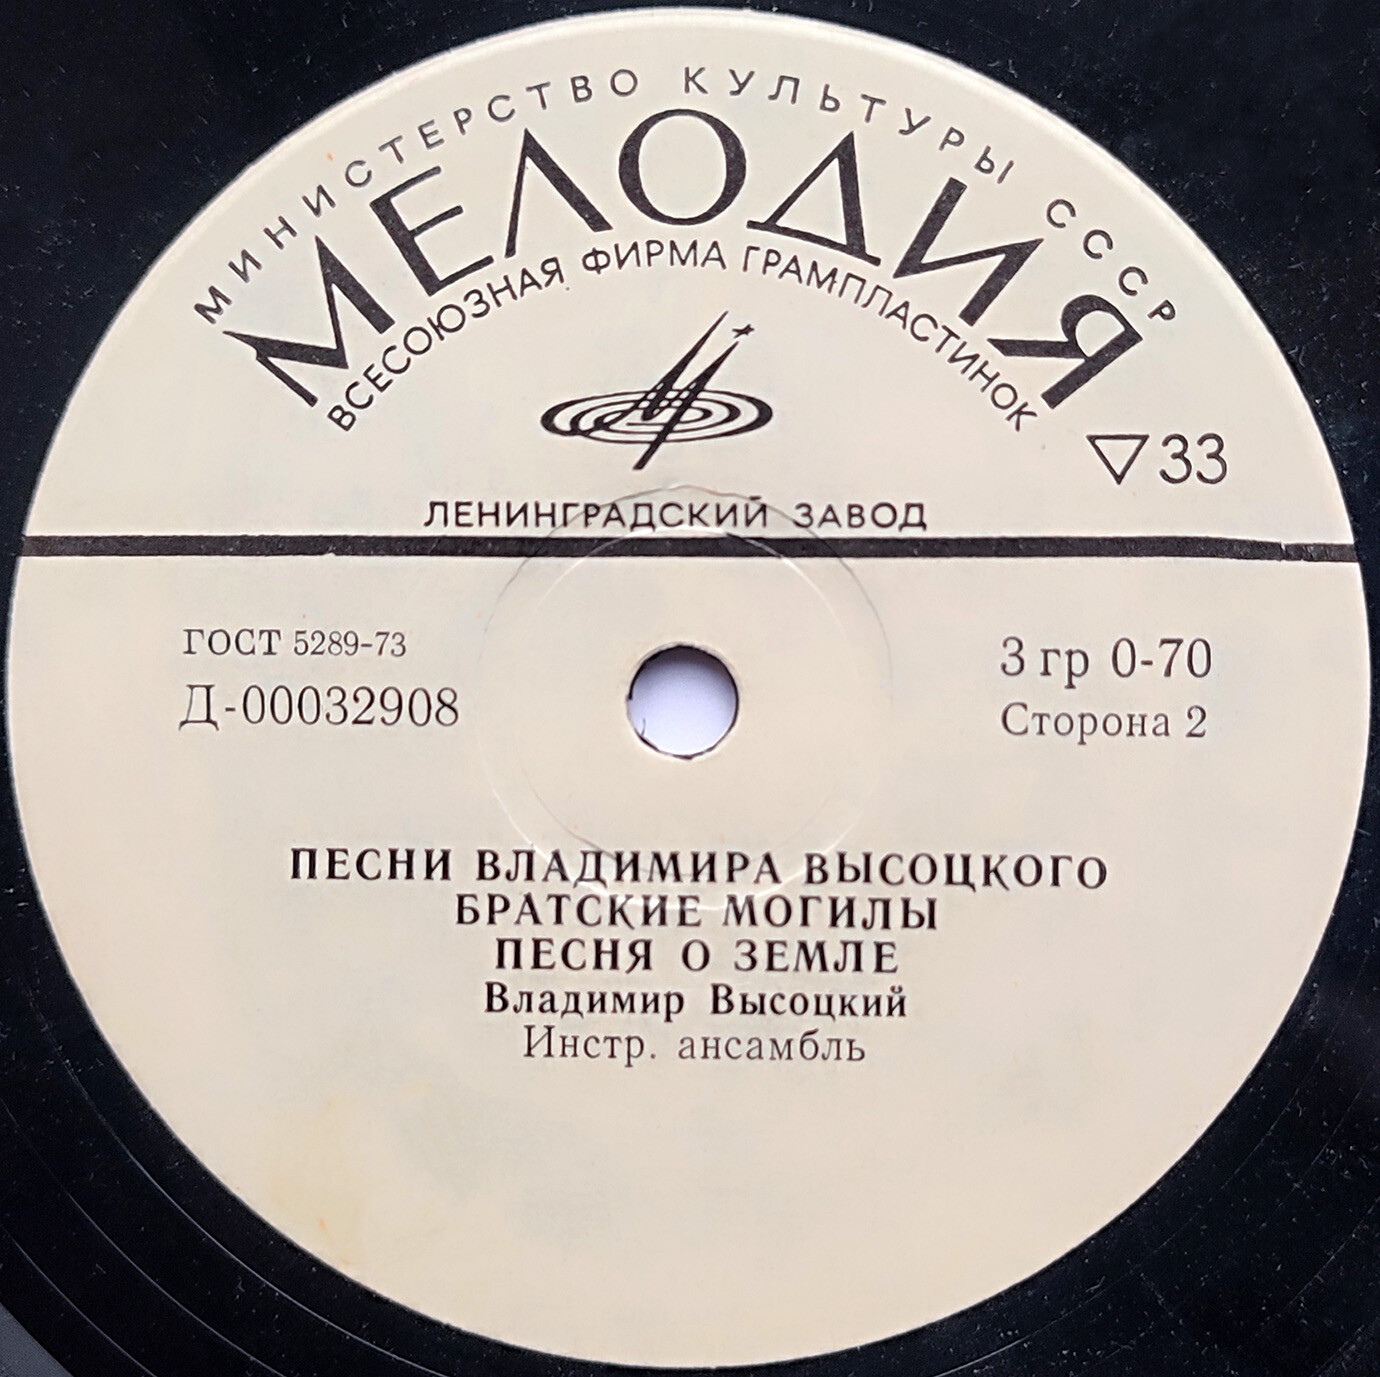 МИНИСТЕРСТВО КУЛЬТУРЫ СССР
МЕЛОДИЯ
ВСЕСОЮЗНАЯ ФИРМА ГРАМПЛАСТИНОК
33
ЛЕНИНГРАДСКИЙ ЗАВОД
ГОСТ 5289-73
Д-00032908
3 гр 0-70
Сторона 2
ПЕСНИ ВЛАДИМИРА ВЫСОЦКОГО
БРАТСКИЕ МОГИЛЫ
ПЕСНЯ О ЗЕМЛЕ
Владимир Высоцкий
Инстр. ансамбль